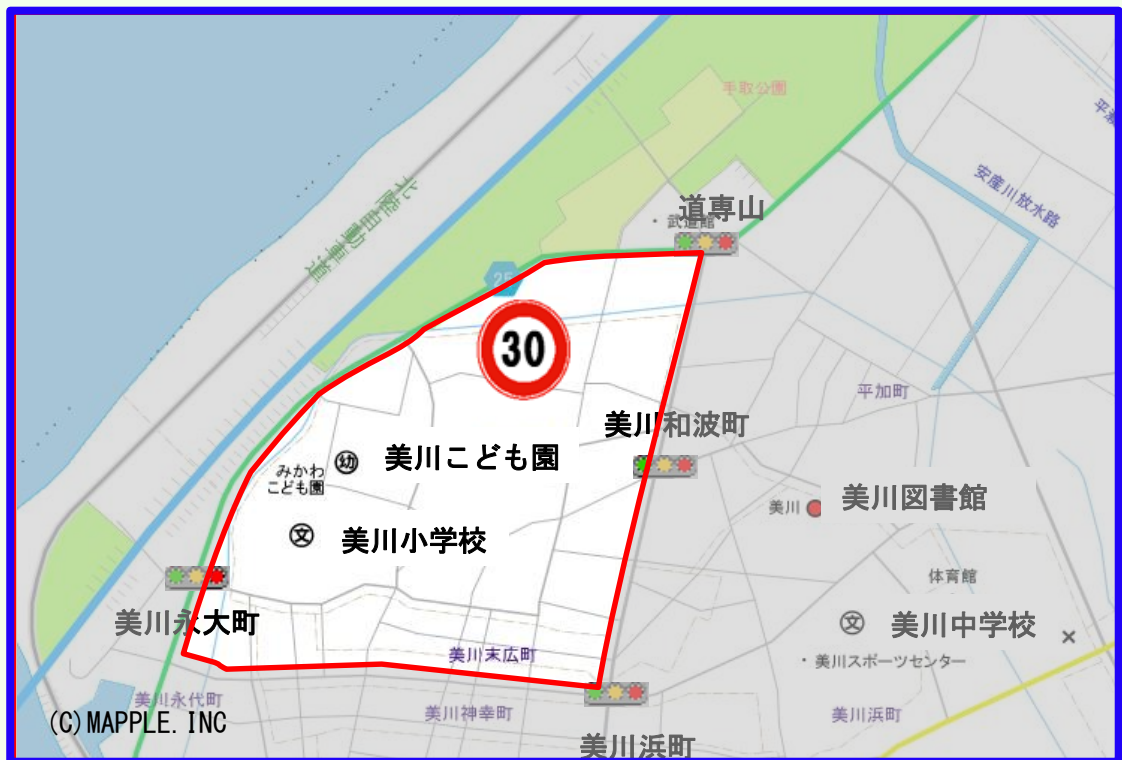 手取公園
安産川放水路
北陸自動車道
道専山
・武道館
25
30
平加町
美川和波町
美川こども園
みかわ
こども園
幼
美川
美川図書館
文
美川小学校
体育館
美川永大町
文
美川中学校
美川末広町
・美川スポーツセンター
美川永代町
美川神幸町
美川浜町
(C)MAPPLE.INC
美川浜町